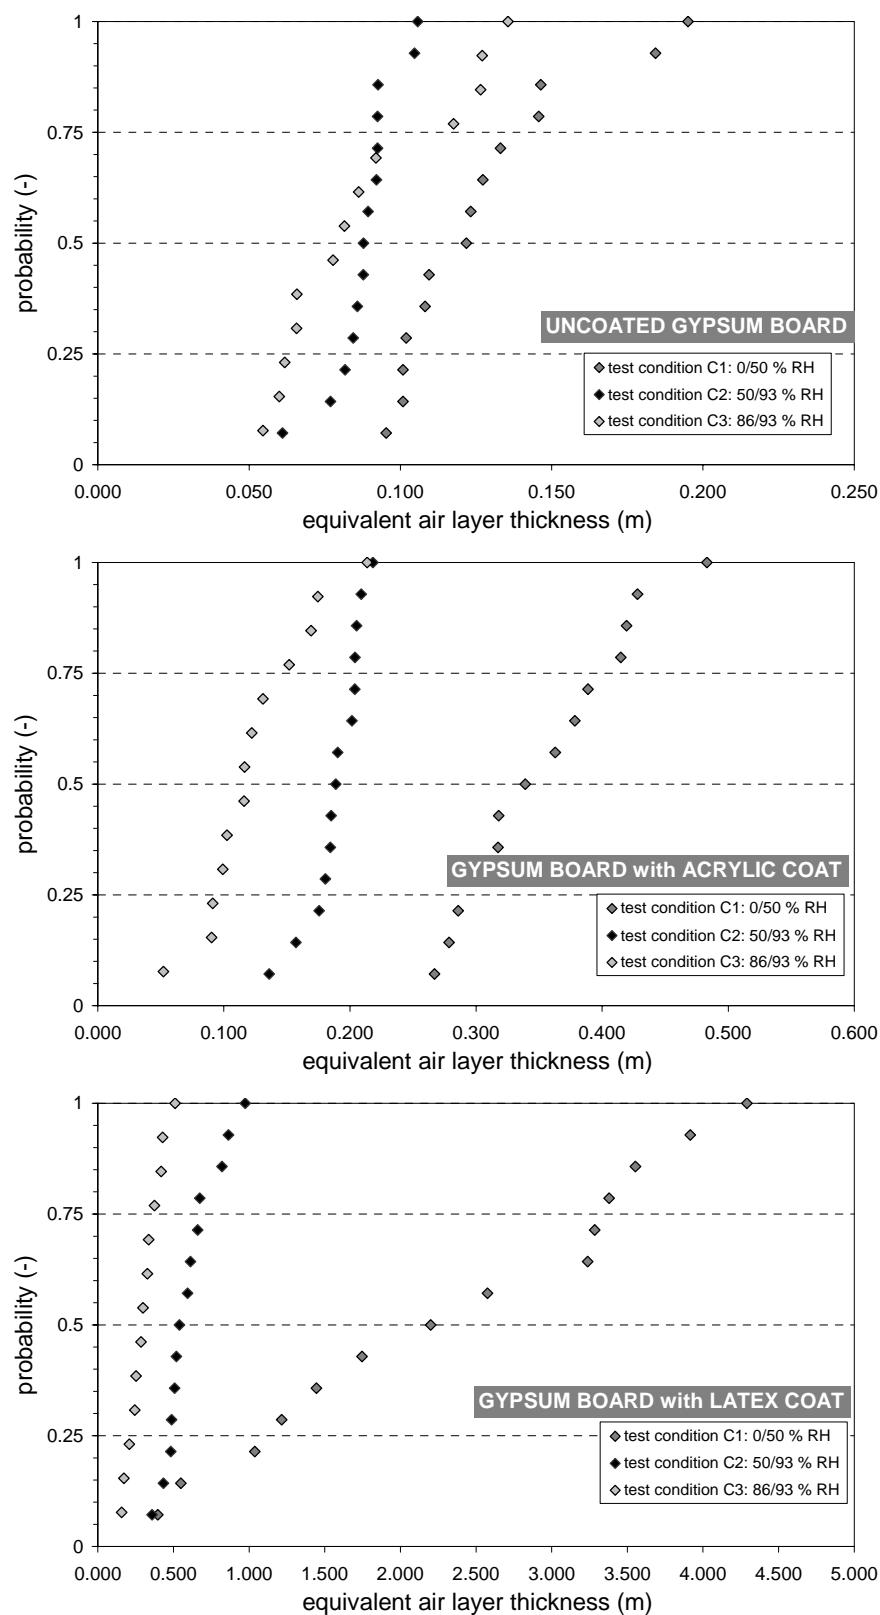 1
0.75
0.5
0.25
0
probability (-)
UNCOATED GYPSUM BOARD
test condition C1: 0/50 % RH
test condition C2: 50/93 % RH
test condition C3: 86/93 % RH
0.000 0.050 0.100 0.150 0.200 0.250
equivalent air layer thickness (m)
1
0.75
0.5
0.25
0
probability (-)
GYPSUM BOARD with ACRYLIC COAT
test condition C1: 0/50 % RH
test condition C2: 50/93 % RH
test condition C3: 86/93 % RH
0.000 0.100 0.200 0.300 0.400 0.500 0.600
equivalent air layer thickness (m)
1
0.75
0.5
0.25
0
probability (-)
GYPSUM BOARD with LATEX COAT
test condition C1: 0/50 % RH
test condition C2: 50/93 % RH
test condition C3: 86/93 % RH
0.000 0.500 1.000 1.500 2.000 2.500 3.000 3.500 4.000 4.500 5.000
equivalent air layer thickness (m)